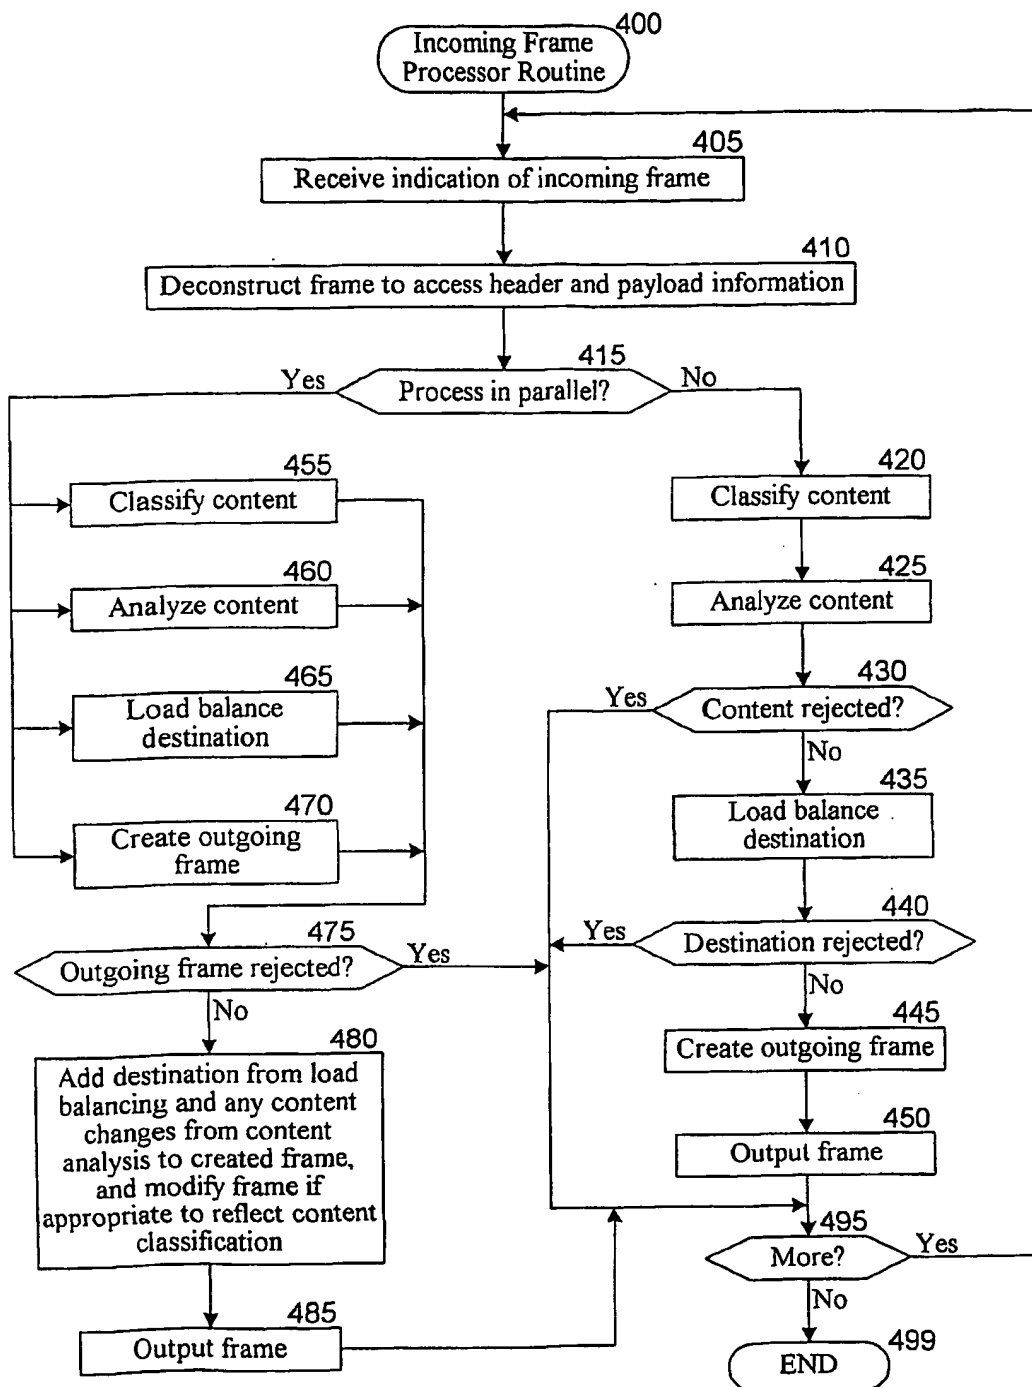 400
Incoming Frame
Processor Routine
405
Receive indication of incoming frame
410
Deconstruct frame to access header and payload information
415
Yes
Process in parallel?
No
455
Classify content
460
Analyze content
465
Load balance
destination
470
Create outgoing
frame
475
Outgoing frame rejected?
Yes
No
480
Add destination from load
balancing and any content
changes from content
analysis to created frame,
and modify frame if
appropriate to reflect content
classification
485
Output frame
420
Classify content
425
Analyze content
430
Yes
Content rejected?
No
435
Load balance
destination
440
Yes
Destination rejected?
No
445
Create outgoing frame
450
Output frame
495
More?
Yes
No
499
END